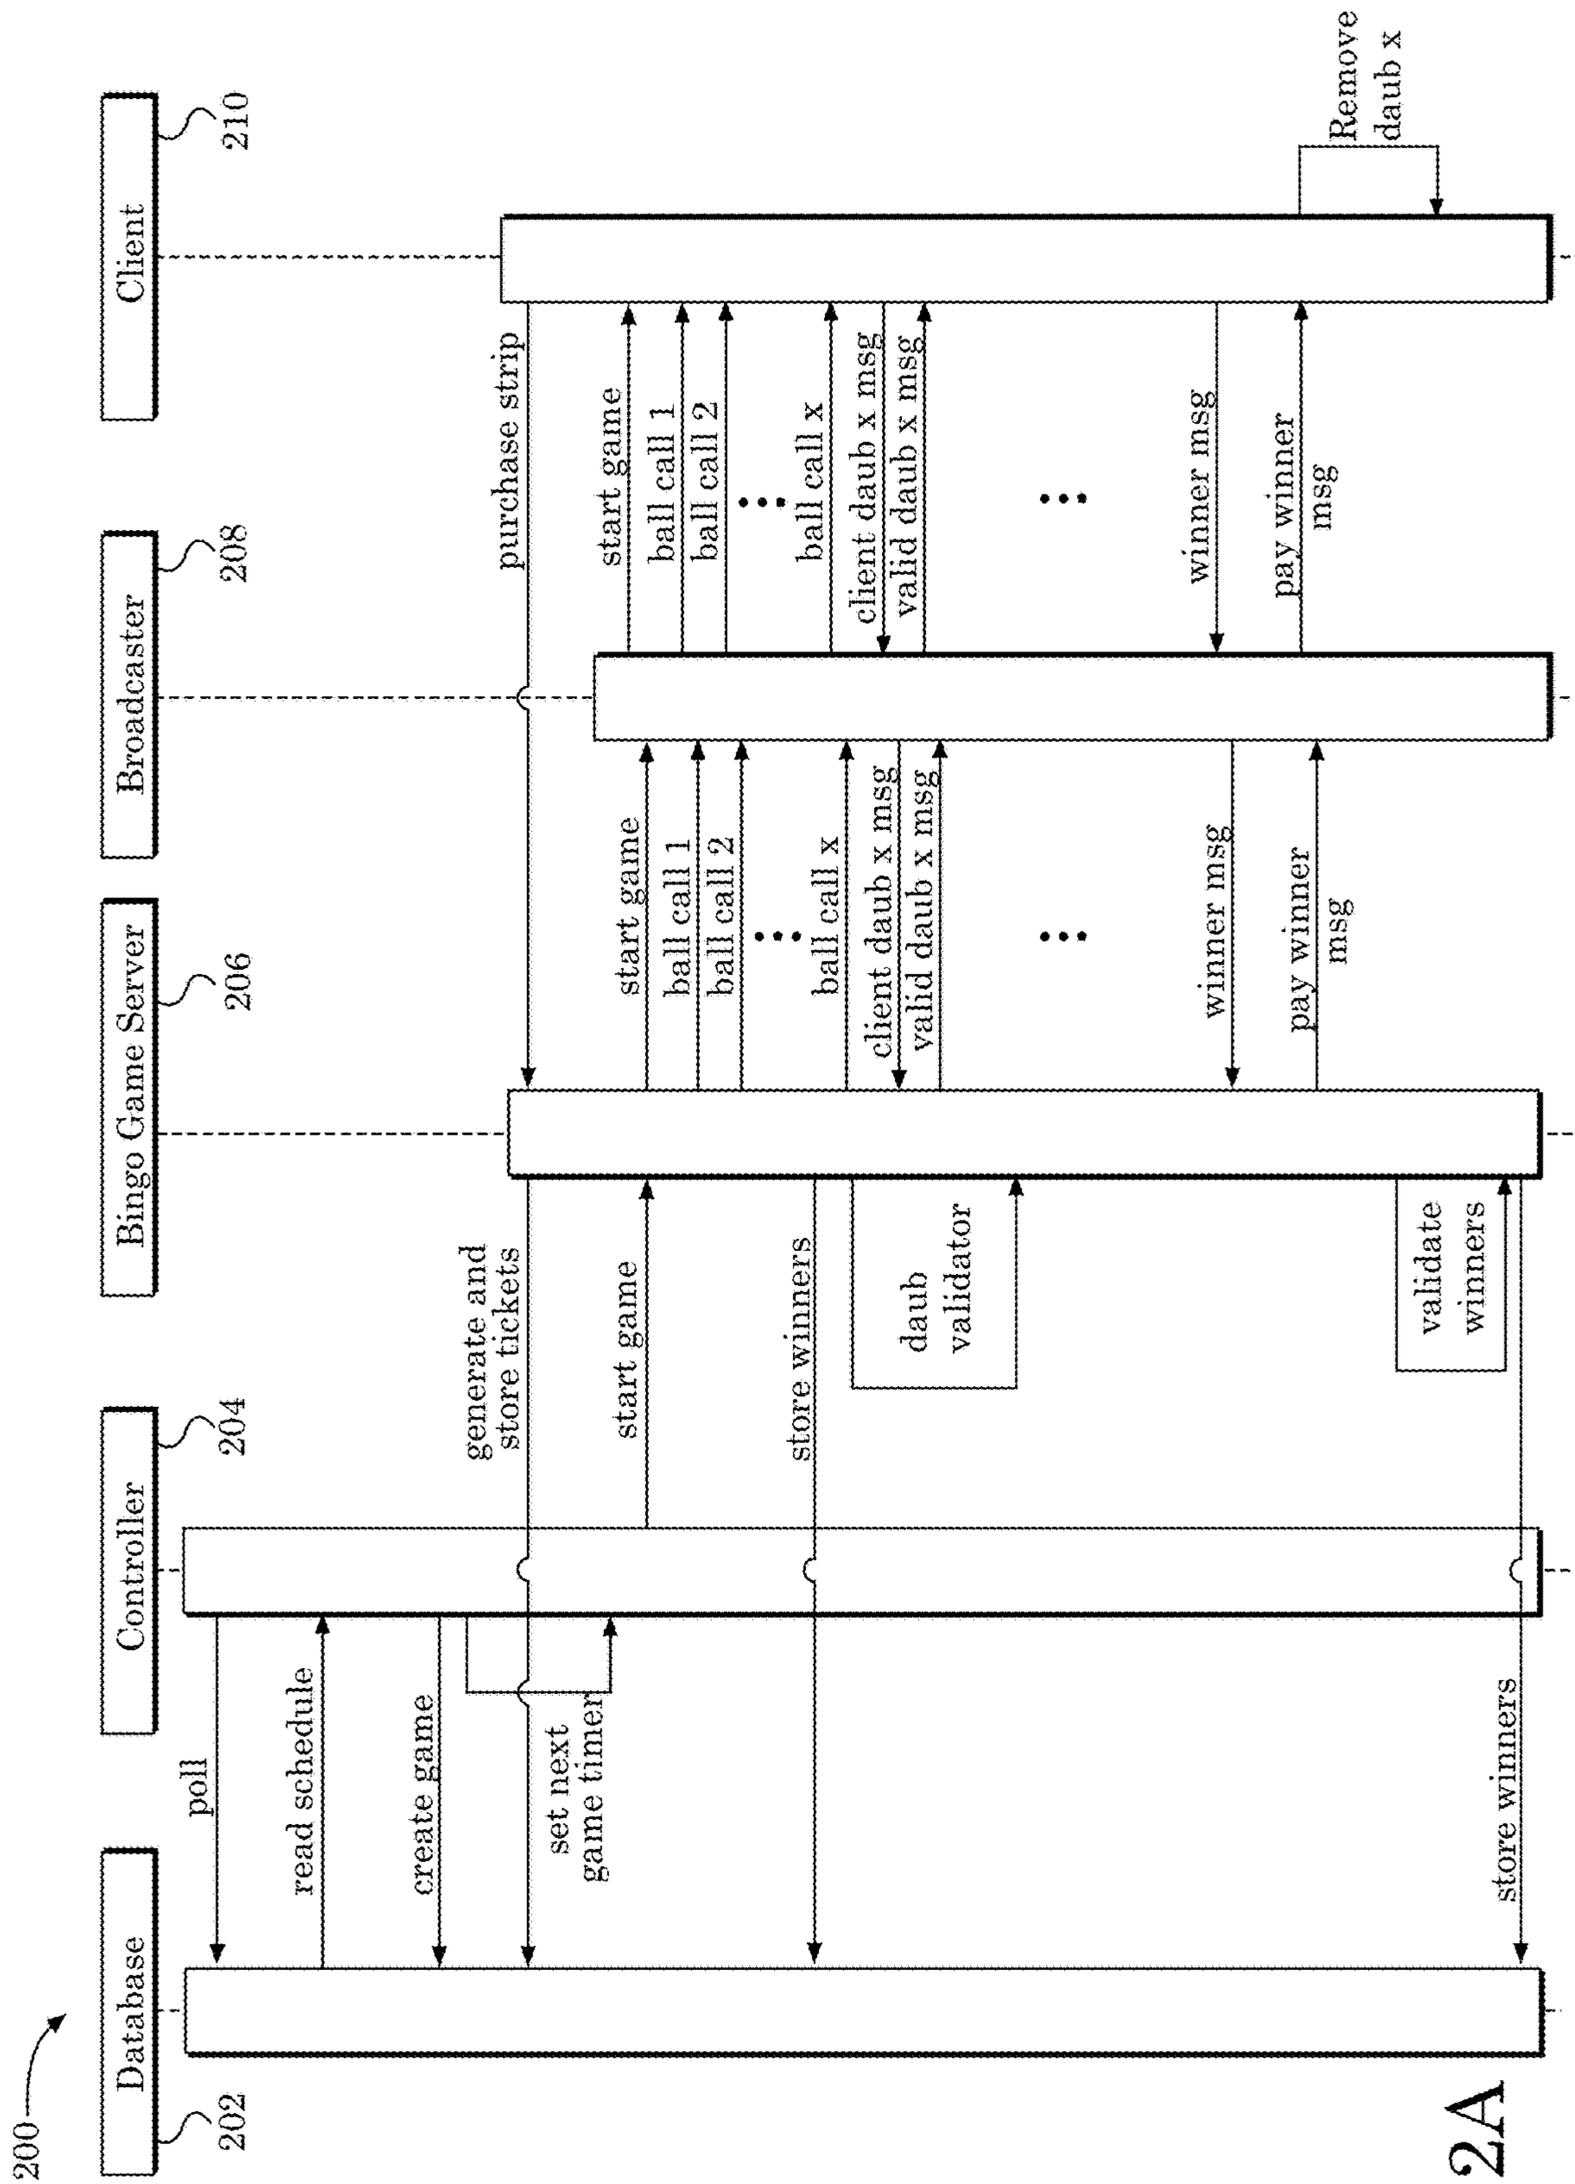 200
Database
202
Controller
204
Bingo Game Server
206
Broadcaster
208
Client
210
poll
read schedule
create game
set next
game timer
generate and
store tickets
purchase strip
start game
start game
start game
ball call 1
ball call 1
ball call 2
ball call 2
store winners
ball call x
ball call x
daub
validator
client daub x msg
client daub x msg
valid daub x msg
valid daub x msg
winner msg
winner msg
pay winner
msg
pay winner
msg
Remove
daub x
validate
winners
store winners
2A